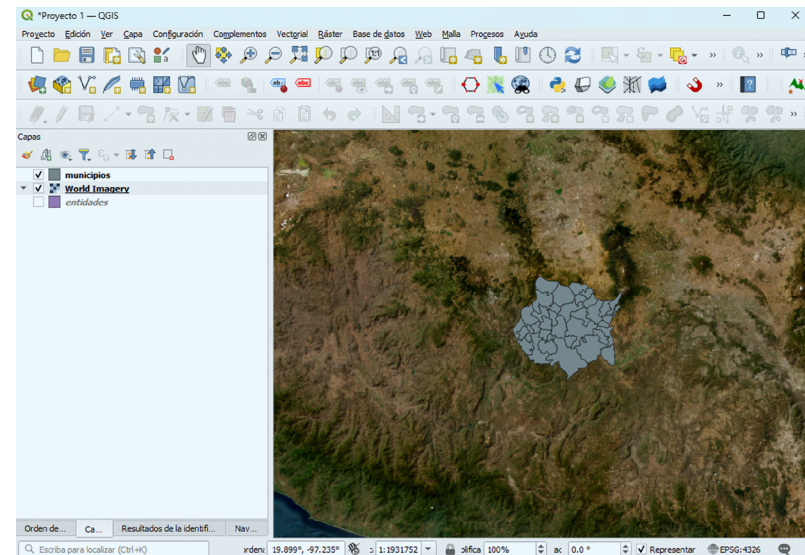 *Proyecto 1 — QGIS
Proyecto Edición Ver Capa Configuración Complementos Vectorial Ráster Base de datos Web Malla Procesos Ayuda
Capas
municipios
World Imagery
entidades
Orden de... Ca... Resultados de la identifi... Nav...
Escriba para localizar (Ctrl+K) 19.899°, -97.235° 1:1931752 plifica 100% 0.0 ° Representar EPSG:4326